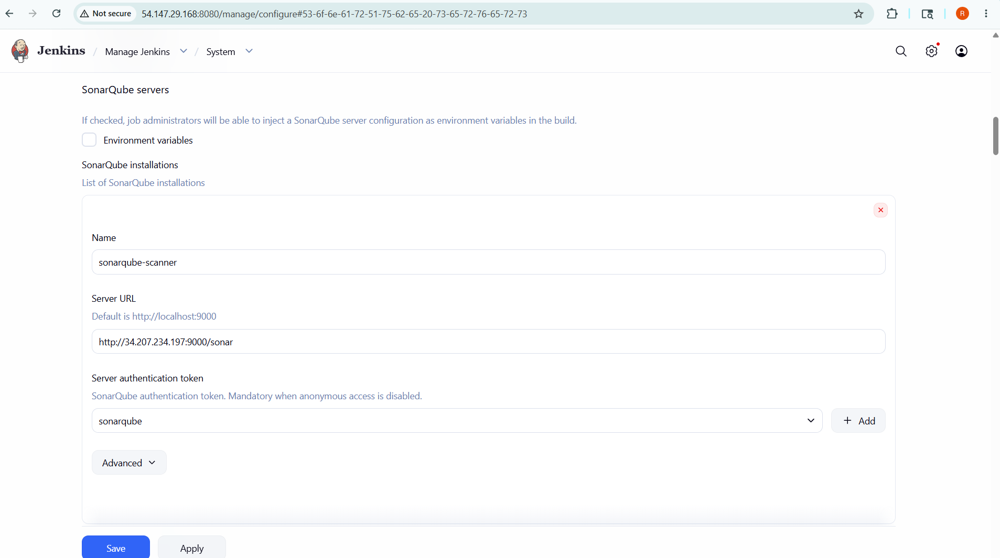 Not secure 54.147.29.168:8080/manage/configure#53-6f-6e-61-72-51-75-62-65-20-73-65-72-76-65-72-73 R
Jenkins / Manage Jenkins / System
SonarQube servers
If checked, job administrators will be able to inject a SonarQube server configuration as environment variables in the build.
Environment variables
SonarQube installations
List of SonarQube installations
Name
sonarqube-scanner
Server URL
Default is http://localhost:9000
http://34.207.234.197:9000/sonar
Server authentication token
SonarQube authentication token. Mandatory when anonymous access is disabled.
sonarqube + Add
Advanced
Save Apply